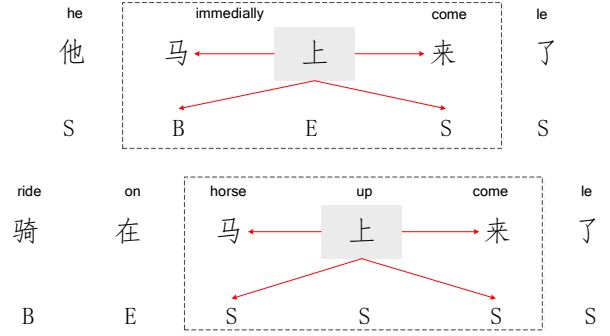 he immedially come le
他 马 上 来 了
S B E S S
ride on horse up come le
骑 在 马 上 来 了
B E S S S S